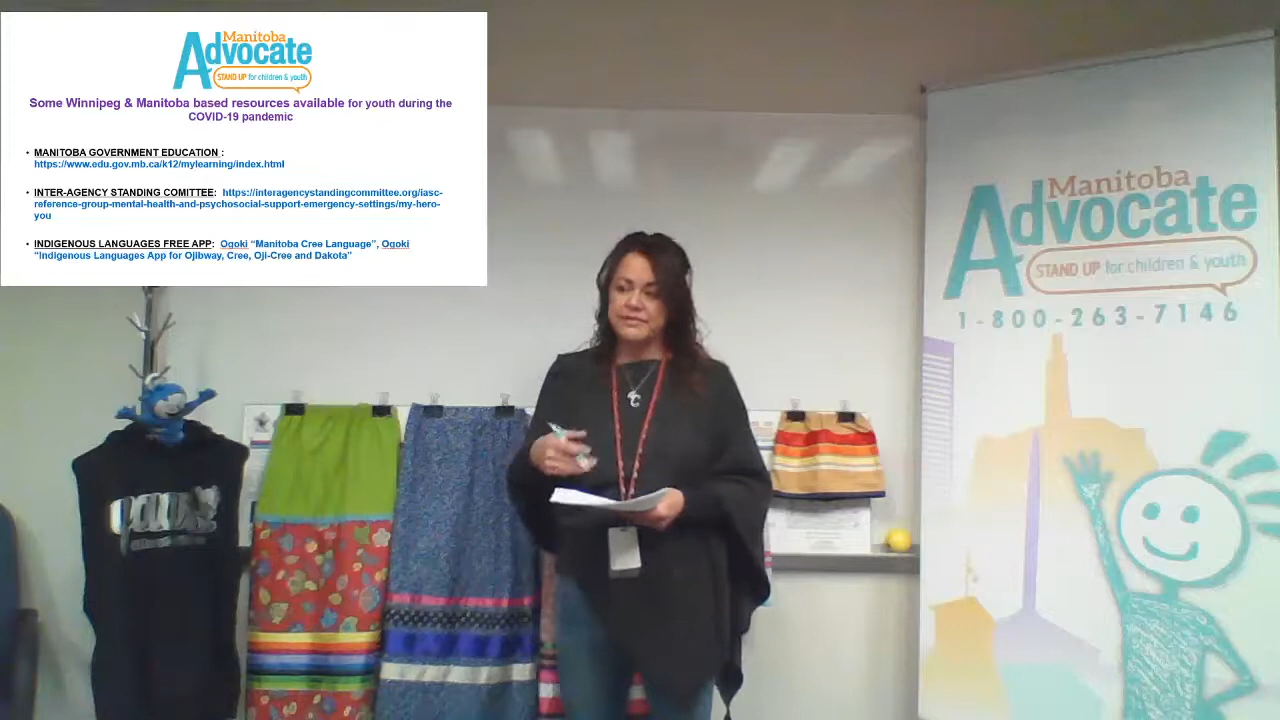 Manitoba
Advocate
STAND UP for children & youth
Some Winnipeg & Manitoba based resources available for youth during the
COVID-19 pandemic
• MANITOBA GOVERNMENT EDUCATION :
https://www.edu.gov.mb.ca/k12/mylearning/index.html
• INTER-AGENCY STANDING COMITTEE: https://interagencystandingcommittee.org/iasc-
reference-group-mental-health-and-psychosocial-support-emergency-settings/my-hero-
you
• INDIGENOUS LANGUAGES FREE APP: Ogoki “Manitoba Cree Language”, Ogoki
“Indigenous Languages App for Ojibway, Cree, Oji-Cree and Dakota”
Manitoba
Advocate
STAND UP for children & youth
1-800-263-7146